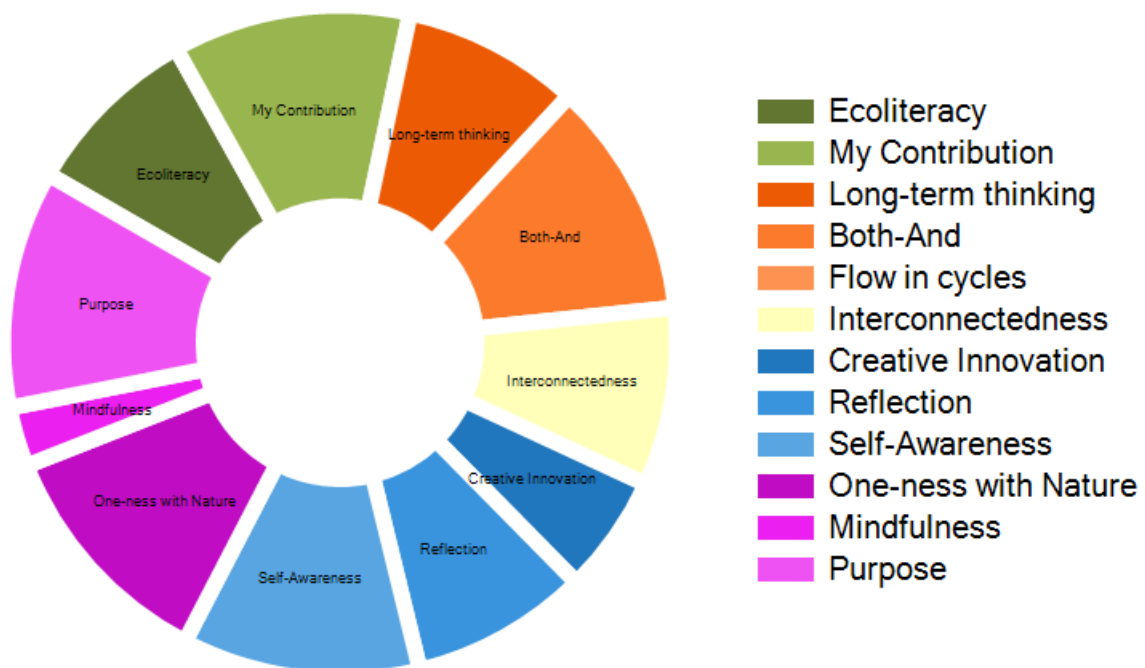 My Contribution
Long-term thinking
Ecoliteracy
Both-And
Purpose
Interconnectedness
Mindfulness
Creative Innovation
One-ness with Nature
Reflection
Self-Awareness
Ecoliteracy
My Contribution
Long-term thinking
Both-And
Flow in cycles
Interconnectedness
Creative Innovation
Reflection
Self-Awareness
One-ness with Nature
Mindfulness
Purpose